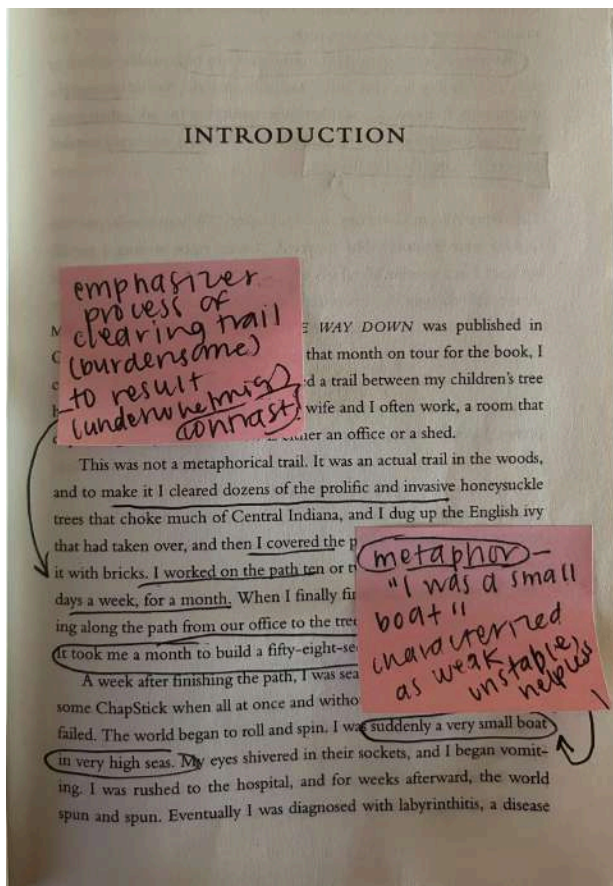 INTRODUCTION
emphasizes
process of
clearing trail
(burdensome)
to result
(underwhelming)
contrast
WAY DOWN was published in
that month on tour for the book, I
a trail between my children's tree
wife and I often work, a room that
an office or a shed.
This was not a metaphorical trail. It was an actual trail in the woods,
and to make it I cleared dozens of the prolific and invasive honeysuckle
trees that choke much of Central Indiana, and I dug up the English ivy
that had taken over, and then I covered the
it with bricks. I worked on the path ten or
days a week, for a month. When I finally
ing along the path from our office to the
It took me a month to build a
A week after finishing the path, I was
some ChapStick when all at once and
failed. The world began to roll and spin. I was suddenly a very small boat
in very high seas. My eyes shivered in their sockets, and I began vomit-
ing. I was rushed to the hospital, and for weeks afterward, the world
spun and spun. Eventually I was diagnosed with labyrinthitis, a disease
metaphor –
"I was a small
boat"
characterized
as weak,
unstable,
helpless